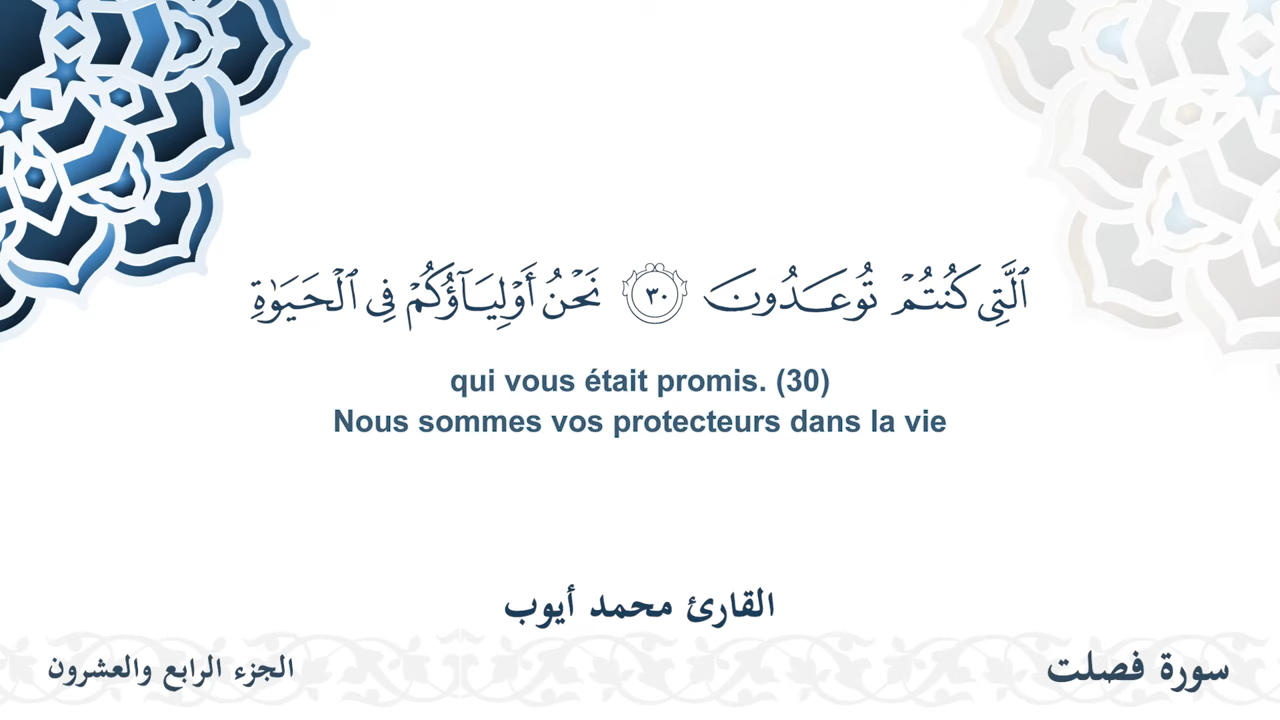 ٱلَّتِي كُنتُمْ تُوعَدُونَ ٣٠ نَحْنُ أَوْلِيَآؤُكُمْ فِى ٱلْحَيَوٰةِ
qui vous était promis. (30)
Nous sommes vos protecteurs dans la vie
القارئ محمد أيوب
سورة فصلت
الجزء الرابع والعشرون